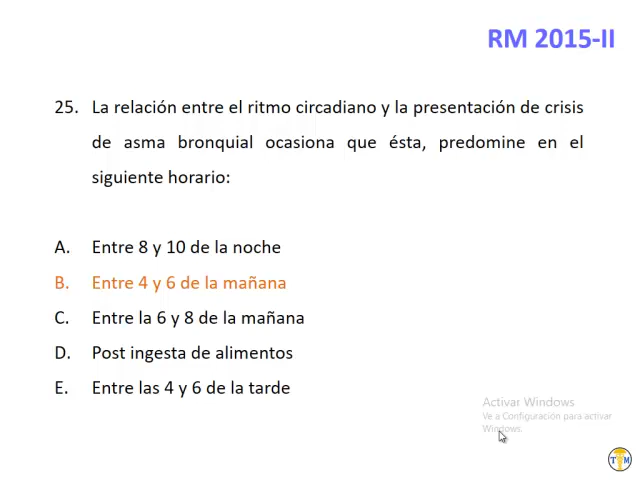 RM 2015-II
25. La relación entre el ritmo circadiano y la presentación de crisis
de asma bronquial ocasiona que ésta, predomine en el
siguiente horario:
A. Entre 8 y 10 de la noche
B. Entre 4 y 6 de la mañana
C. Entre la 6 y 8 de la mañana
D. Post ingesta de alimentos
E. Entre las 4 y 6 de la tarde
Activar Windows
Ve a Configuración para activar
Windows.
T M